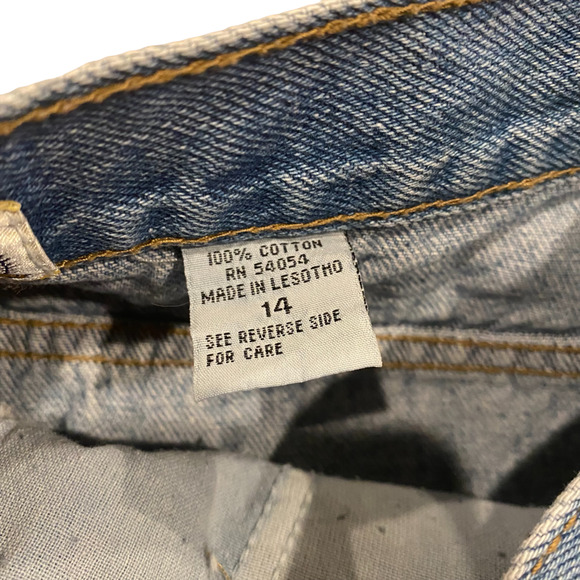 100% COTTON
RN 54054
MADE IN LESOTHO
14
SEE REVERSE SIDE
FOR CARE